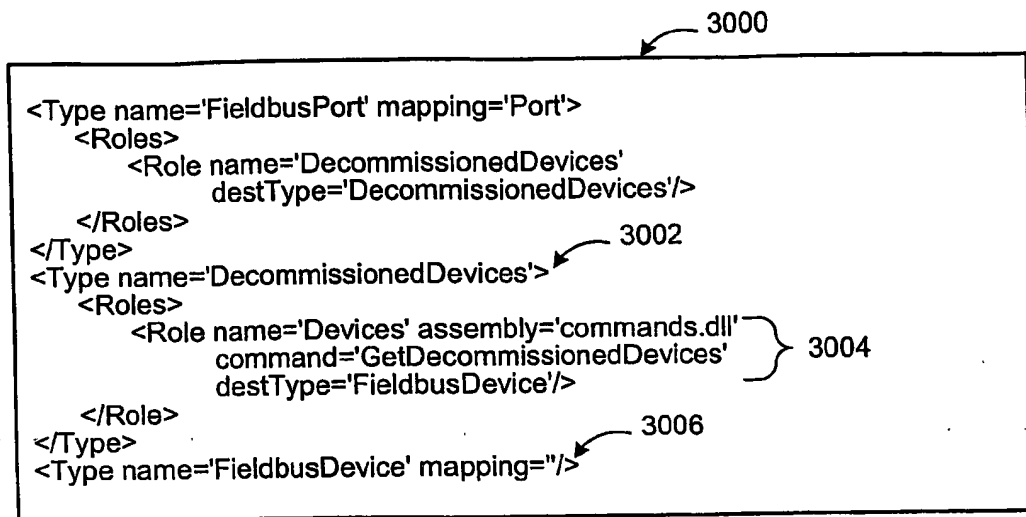 3000
<Type name='FieldbusPort' mapping='Port'>
<Roles>
<Role name='DecommissionedDevices'
destType='DecommissionedDevices'/>
</Roles>
</Type>
3002
<Type name='DecommissionedDevices'>
<Roles>
<Role name='Devices' assembly='commands.dll'
command='GetDecommissionedDevices'
3004
destType='FieldbusDevice'/>
</Role>
3006
</Type>
<Type name='FieldbusDevice' mapping=''/>